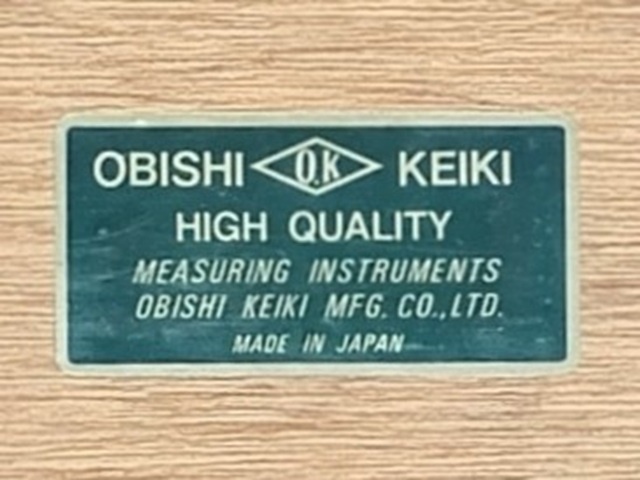 OBISHI O.K KEIKI
HIGH QUALITY
MEASURING INSTRUMENTS
OBISHI KEIKI MFG. CO.,LTD.
MADE IN JAPAN